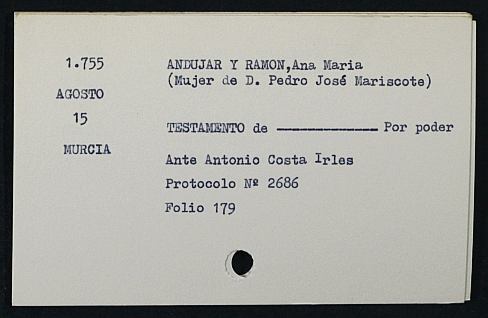 1.755
AGOSTO
15
MURCIA
ANDUJAR Y RAMON,Ana Maria
(Mujer de D. Pedro José Mariscote)
TESTAMENTO de ———————— Por poder
Ante Antonio Costa Irles
Protocolo Nº 2686
Folio 179